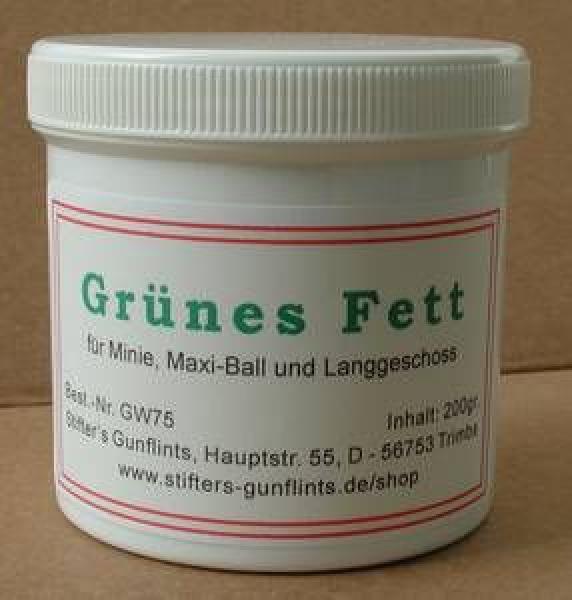 Grünes Fett
für Minie, Maxi-Ball und Langgeschoss
Best.-Nr. GW75
Inhalt: 200gr.
Stifter's Gunflints, Hauptstr. 55, D - 56753 Trimbs
www.stifters-gunflints.de/shop